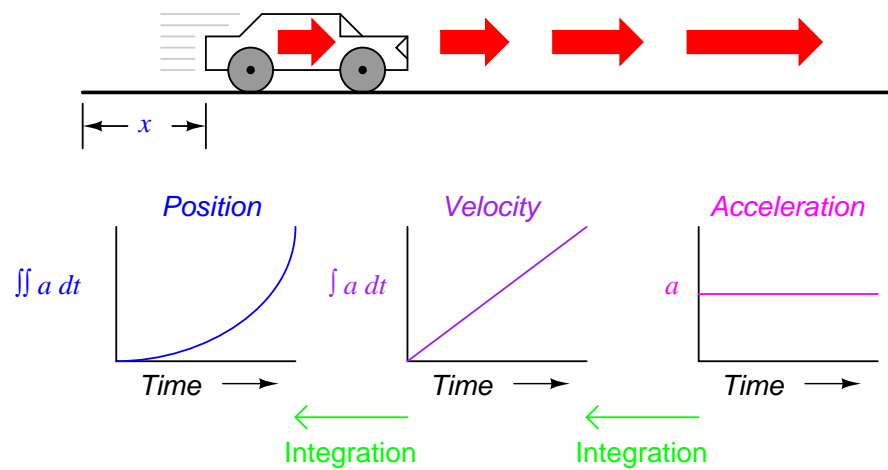 x
Position
Velocity
Acceleration
∫∫ a dt
∫ a dt
a
Time
Time
Time
Integration
Integration